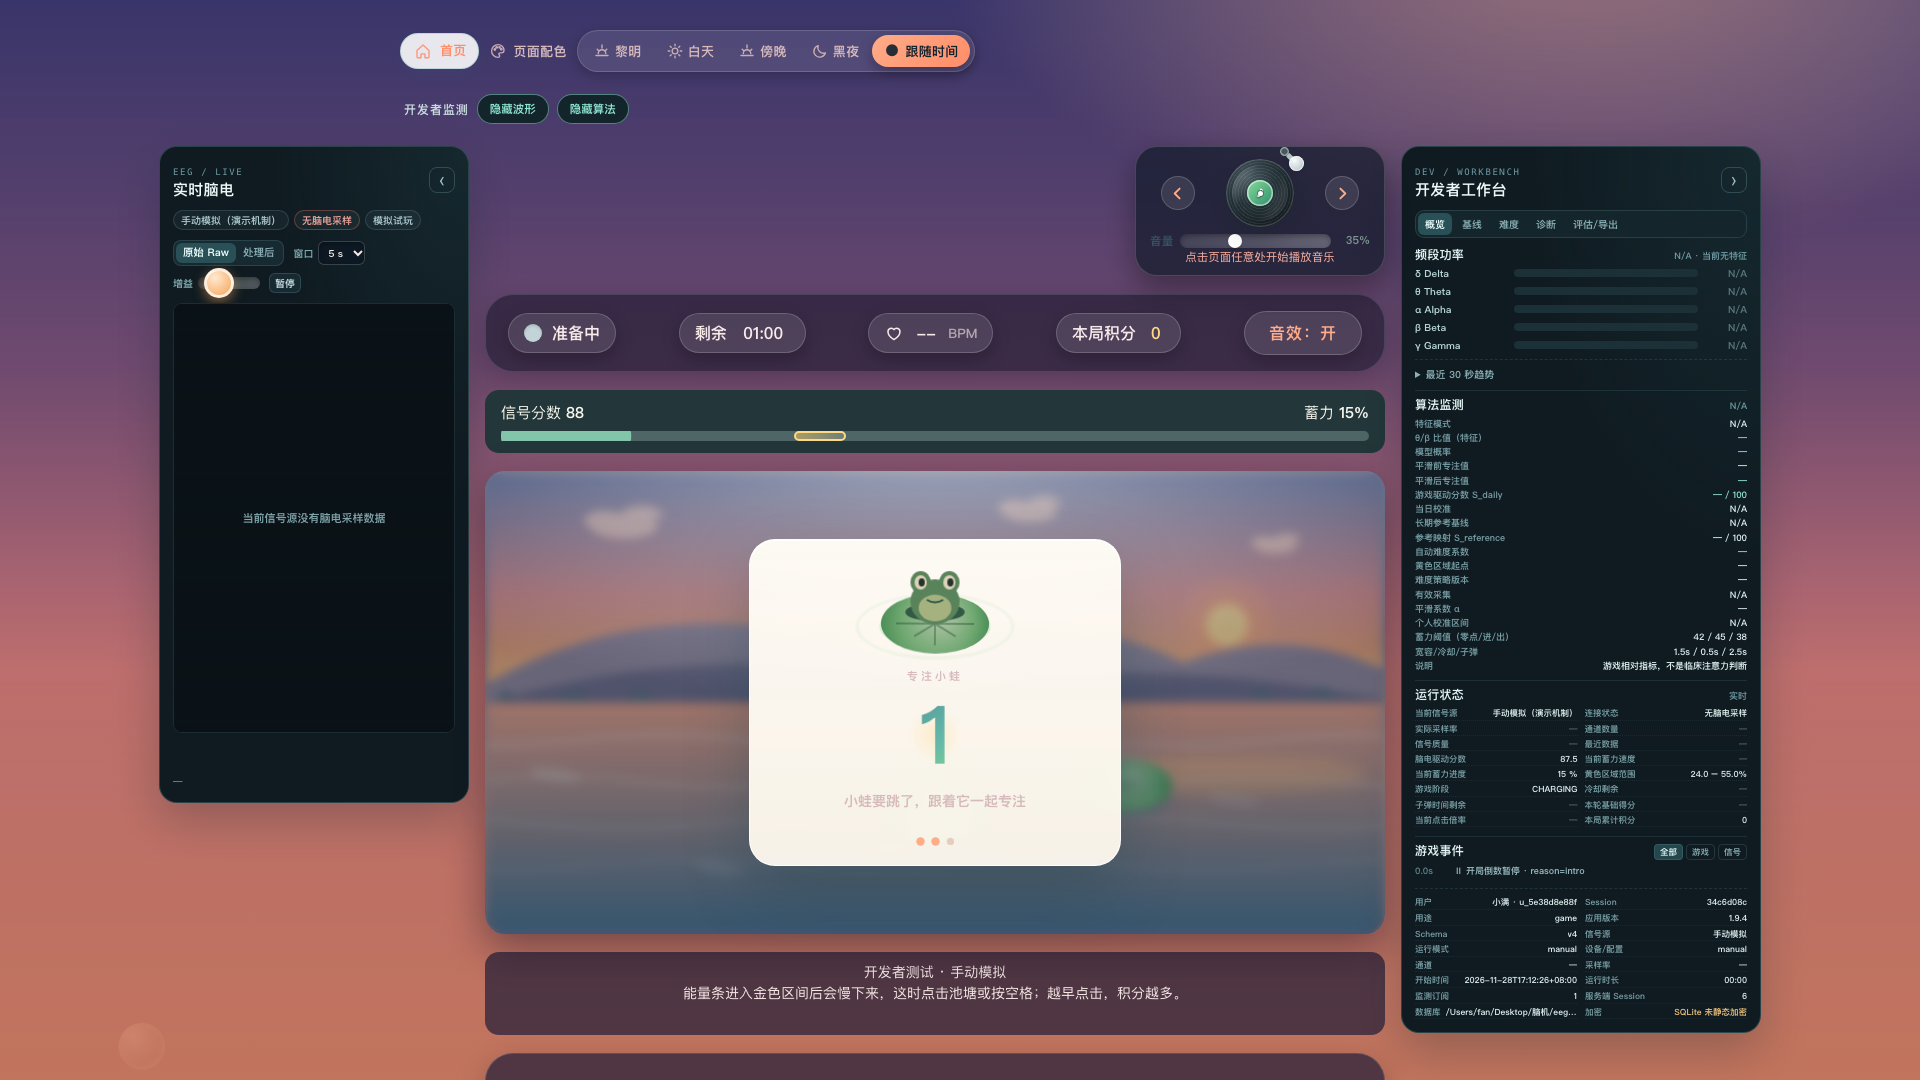 首页 页面配色 黎明 白天 傍晚 黑夜 跟随时间
开发者监测 隐藏波形 隐藏算法
EEG / LIVE
实时脑电
手动模拟（演示机制） 无脑电采样 模拟试玩
原始 Raw 处理后 窗口 5 s
增益 暂停
当前信号源没有脑电采样数据
—
音量 35%
点击页面任意处开始播放音乐
准备中 剩余 01:00 -- BPM 本局积分 0 音效：开
信号分数 88 蓄力 15%
专注小蛙
1
小蛙要跳了，跟着它一起专注
开发者测试 · 手动模拟
能量条进入金色区间后会慢下来，这时点击池塘或按空格；越早点击，积分越多。
DEV / WORKBENCH
开发者工作台
概览 基线 难度 诊断 评估/导出
频段功率 N/A · 当前无特征
δ Delta N/A
θ Theta N/A
α Alpha N/A
β Beta N/A
γ Gamma N/A
最近 30 秒趋势
算法监测 N/A
特征模式 N/A
θ/β 比值（特征） —
模型概率 —
平滑前专注值 —
平滑后专注值 —
游戏驱动分数 S_daily — / 100
当日校准 N/A
长期参考基线 N/A
参考映射 S_reference — / 100
自动难度系数 —
黄色区域起点 —
难度策略版本 —
有效采集 N/A
平滑系数 α —
个人校准区间 N/A
蓄力阈值（零点/进/出） 42 / 45 / 38
宽容/冷却/子弹 1.5s / 0.5s / 2.5s
说明 游戏相对指标，不是临床注意力判断
运行状态 实时
当前信号源 手动模拟（演示机制） 连接状态 无脑电采样
实际采样率 — 通道数量 —
信号质量 — 最近数据 —
脑电驱动分数 87.5 当前蓄力速度 —
当前蓄力进度 15 % 黄色区域范围 24.0 — 55.0%
游戏阶段 CHARGING 冷却剩余 —
子弹时间剩余 — 本轮基础得分 —
当前点击倍率 — 本局累计积分 0
游戏事件 全部 游戏 信号
0.0s ⏸ 开局倒数暂停 · reason=intro
用户 小满 · u_5e38d8e88f Session 34c6d08c
用途 game 应用版本 1.9.4
Schema v4 信号源 手动模拟
运行模式 manual 设备/配置 manual
通道 — 采样率 —
开始时间 2026-11-28T17:12:26+08:00 运行时长 00:00
监测订阅 1 服务端 Session 6
数据库 /Users/fan/Desktop/脑机/eeg... 加密 SQLite 未静态加密